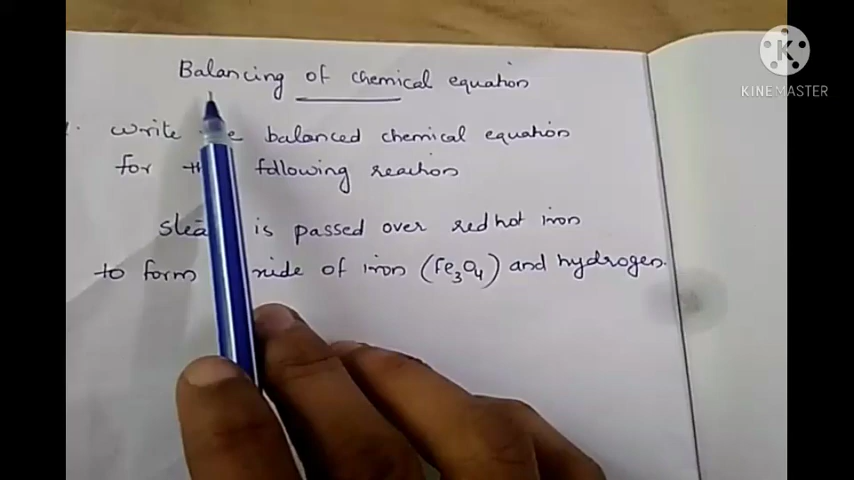 Balancing of chemical equation
1. write balanced chemical equation
for following reaction
is passed over red hot iron
to form of iron (Fe3O4) and hydrogen.
K
KINEMASTER